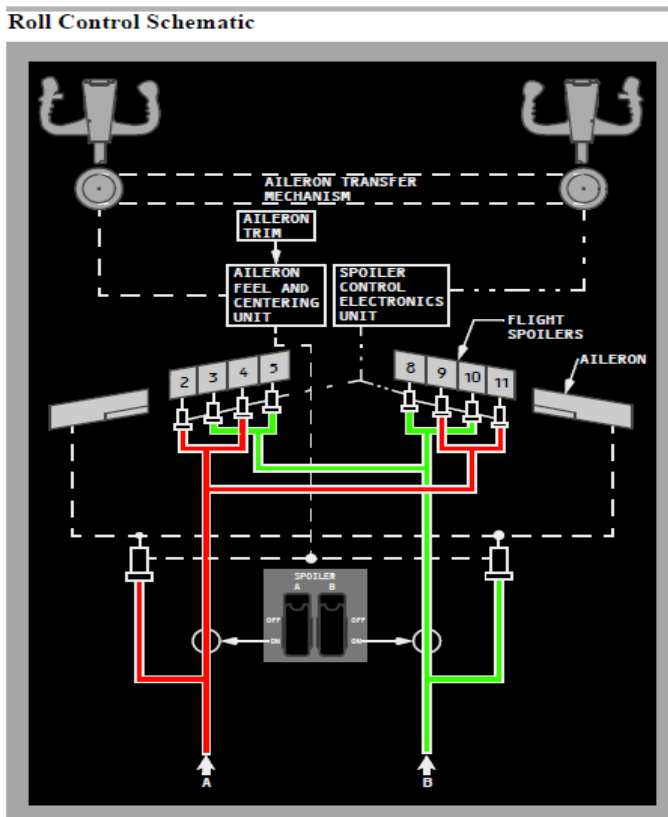 Roll Control Schematic
AILERON TRANSFER
MECHANISM
AILERON
TRIM
AILERON
FEEL AND
CENTERING
UNIT
SPOILER
CONTROL
ELECTRONICS
UNIT
FLIGHT
SPOILERS
AILERON
2 3 4 5
8 9 10 11
SPOILER
A B
OFF OFF
ON ON
A B